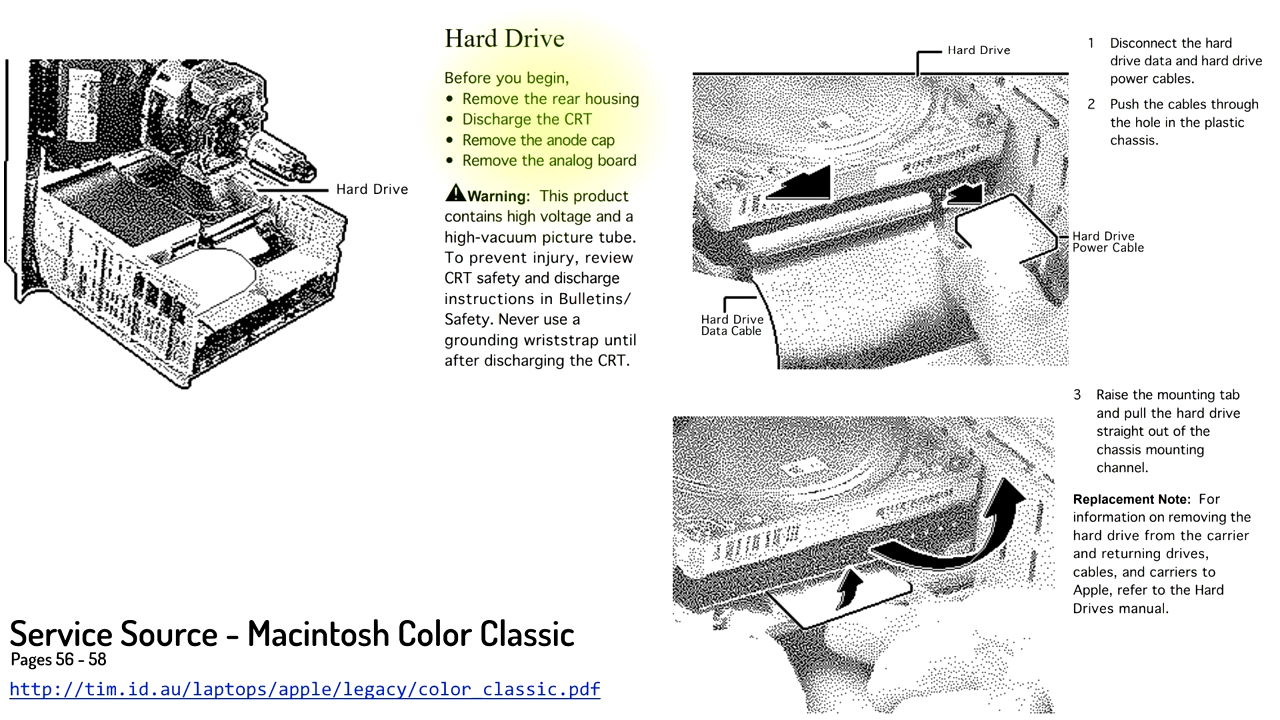 Hard Drive
Before you begin,
• Remove the rear housing
• Discharge the CRT
• Remove the anode cap
• Remove the analog board
Hard Drive
Warning: This product
contains high voltage and a
high-vacuum picture tube.
To prevent injury, review
CRT safety and discharge
instructions in Bulletins/
Safety. Never use a
grounding wriststrap until
after discharging the CRT.
Hard Drive
Hard Drive
Power Cable
Hard Drive
Data Cable
1 Disconnect the hard
drive data and hard drive
power cables.
2 Push the cables through
the hole in the plastic
chassis.
3 Raise the mounting tab
and pull the hard drive
straight out of the
chassis mounting
channel.
Replacement Note: For
information on removing the
hard drive from the carrier
and returning drives,
cables, and carriers to
Apple, refer to the Hard
Drives manual.
Service Source - Macintosh Color Classic
Pages 56 - 58
http://tim.id.au/laptops/apple/legacy/color_classic.pdf